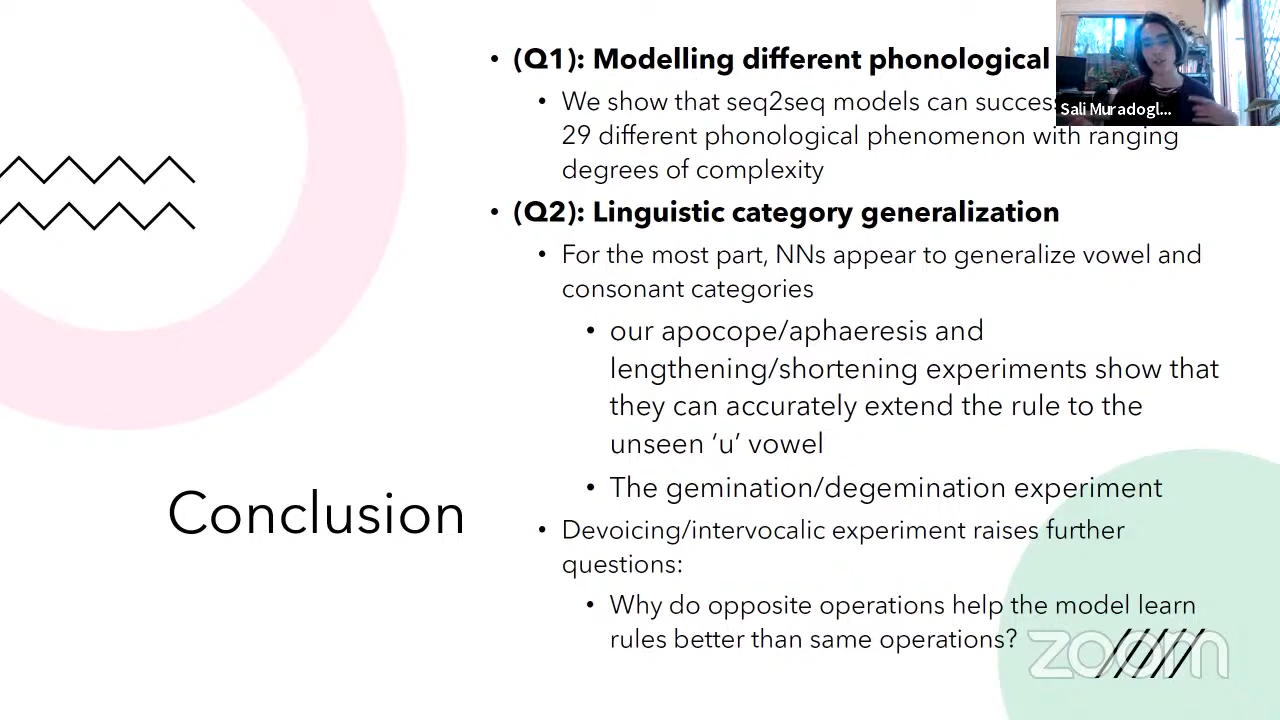 (Q1): Modelling different phonological
We show that seq2seq models can
29 different phonological phenomenon with ranging
degrees of complexity
(Q2): Linguistic category generalization
For the most part, NNs appear to generalize vowel and
consonant categories
our apocope/aphaeresis and
lengthening/shortening experiments show that
they can accurately extend the rule to the
unseen ‘u’ vowel
The gemination/degemination experiment
Devoicing/intervocalic experiment raises further
questions:
Why do opposite operations help the model learn
rules better than same operations?
Conclusion
Sali Muradogl...
zoom